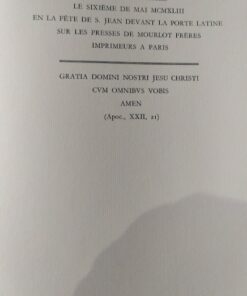 LE SIXIÈME DE MAI MCMXLIII
EN LA FÊTE DE S. JEAN DEVANT LA PORTE LATINE
SUR LES PRESSES DE MOURLOT FRÈRES
IMPRIMEURS A PARIS
GRATIA DOMINI NOSTRI JESU CHRISTI
CVM OMNIBVS VOBIS
AMEN
(Apoc., XXII, 21)